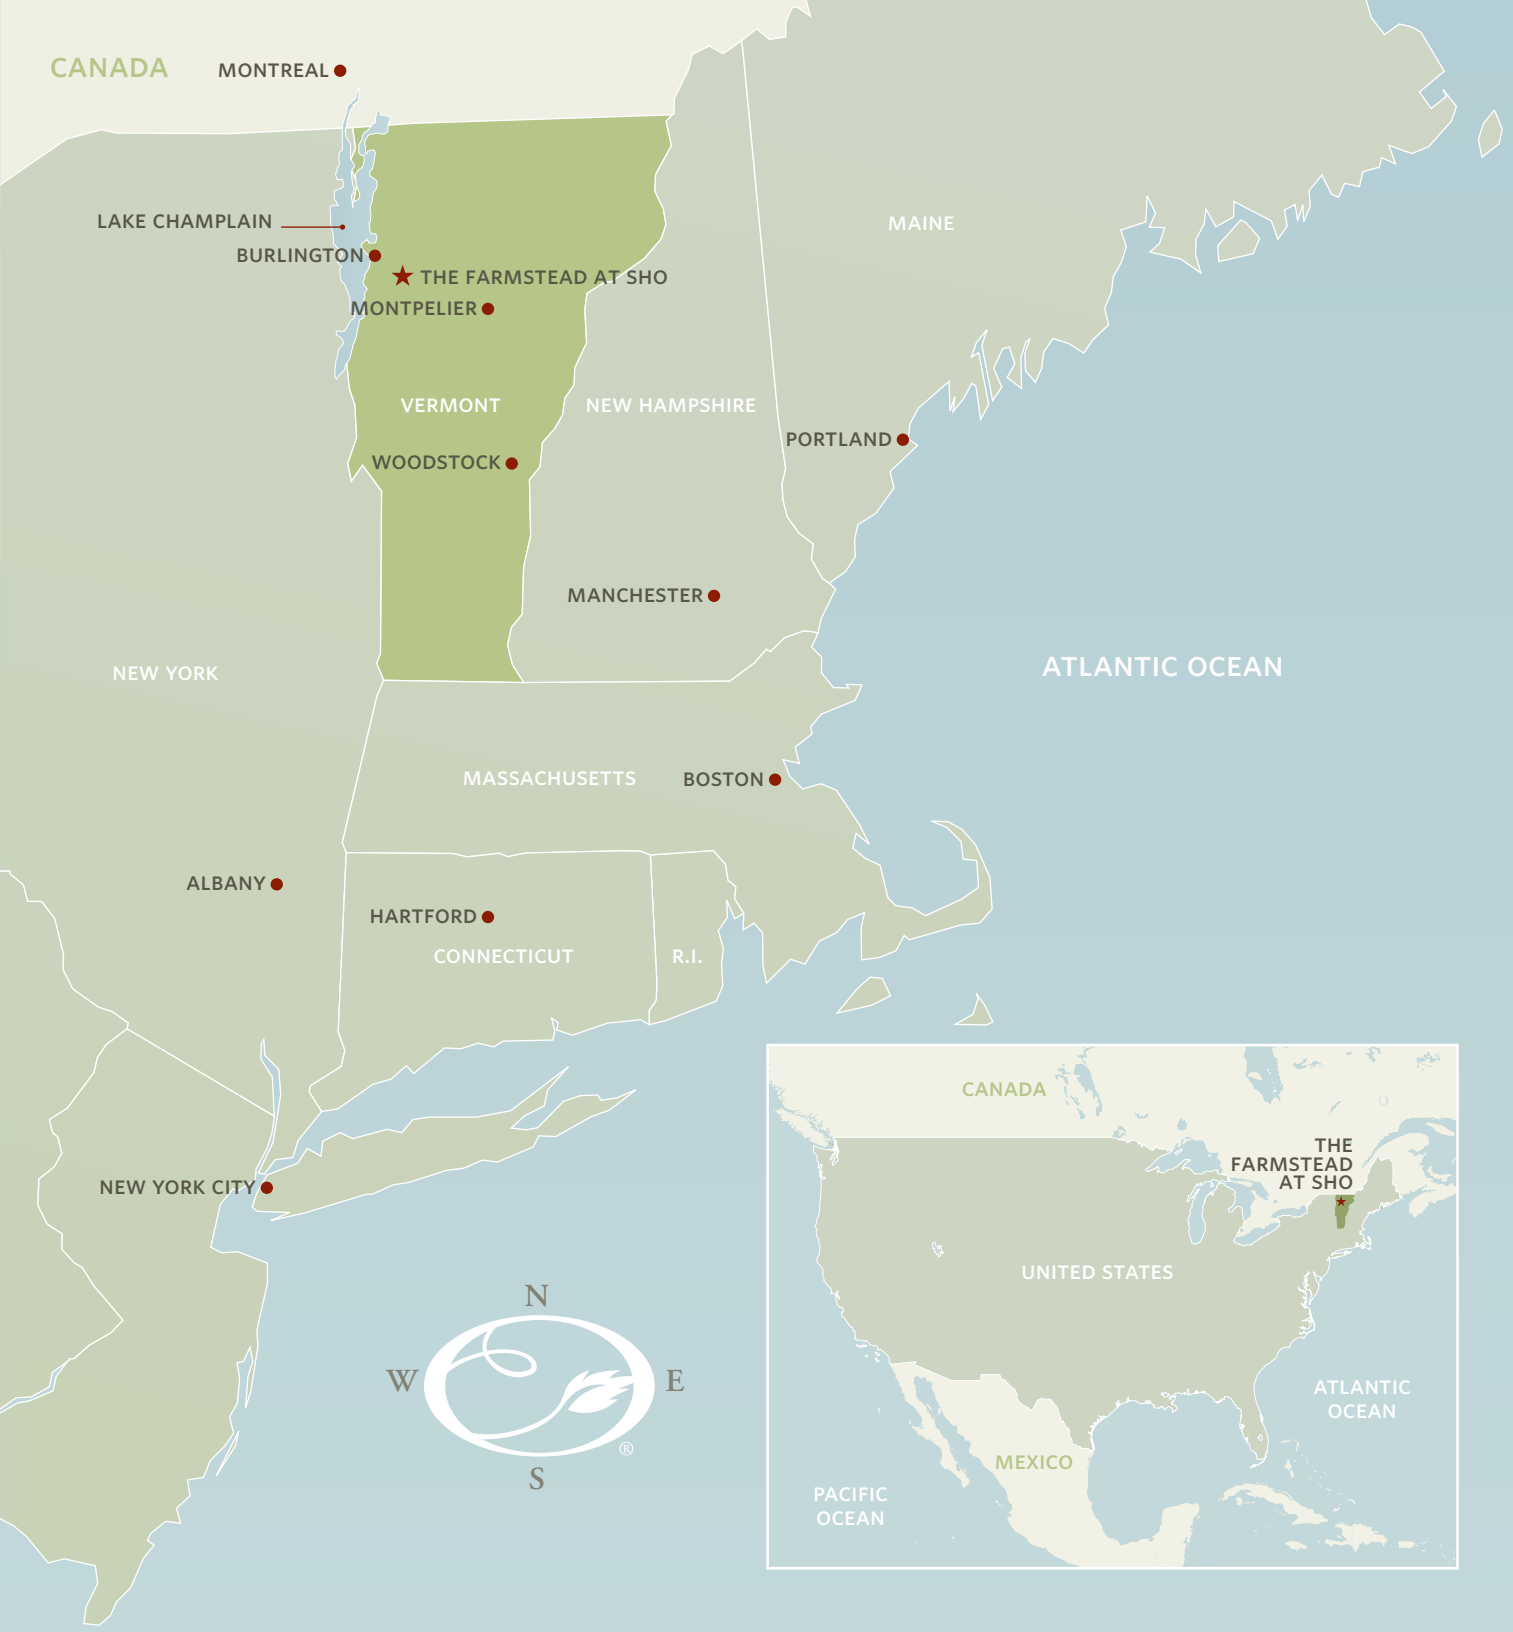 CANADA
MONTREAL
LAKE CHAMPLAIN
MAINE
BURLINGTON
THE FARMSTEAD AT SHO
MONTPELIER
VERMONT
NEW HAMPSHIRE
PORTLAND
WOODSTOCK
MANCHESTER
NEW YORK
ATLANTIC OCEAN
MASSACHUSETTS
BOSTON
ALBANY
HARTFORD
CONNECTICUT
R.I.
NEW YORK CITY
N
W
E
S
®
CANADA
THE
FARMSTEAD
AT SHO
UNITED STATES
ATLANTIC
OCEAN
MEXICO
PACIFIC
OCEAN